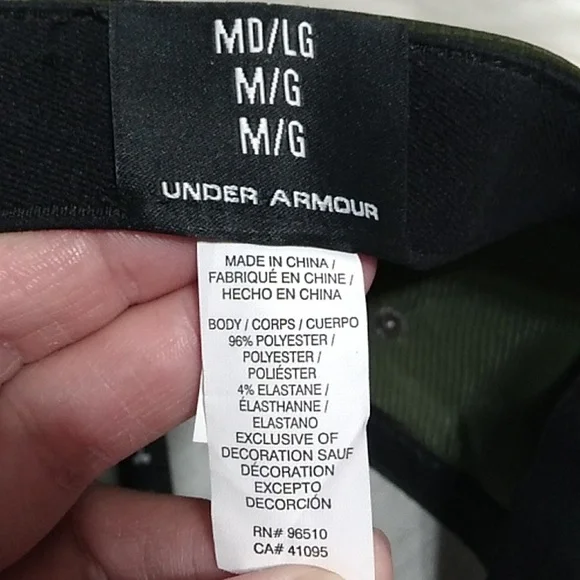 MD/LG
M/G
M/G
UNDER ARMOUR
MADE IN CHINA /
FABRIQUÉ EN CHINE /
HECHO EN CHINA
BODY / CORPS / CUERPO
96% POLYESTER /
POLYESTER /
POLIÉSTER
4% ELASTANE /
ÉLASTHANNE /
ELASTANO
EXCLUSIVE OF
DECORATION SAUF
DÉCORATION
EXCEPTO
DECORCIÓN
RN# 96510
CA# 41095